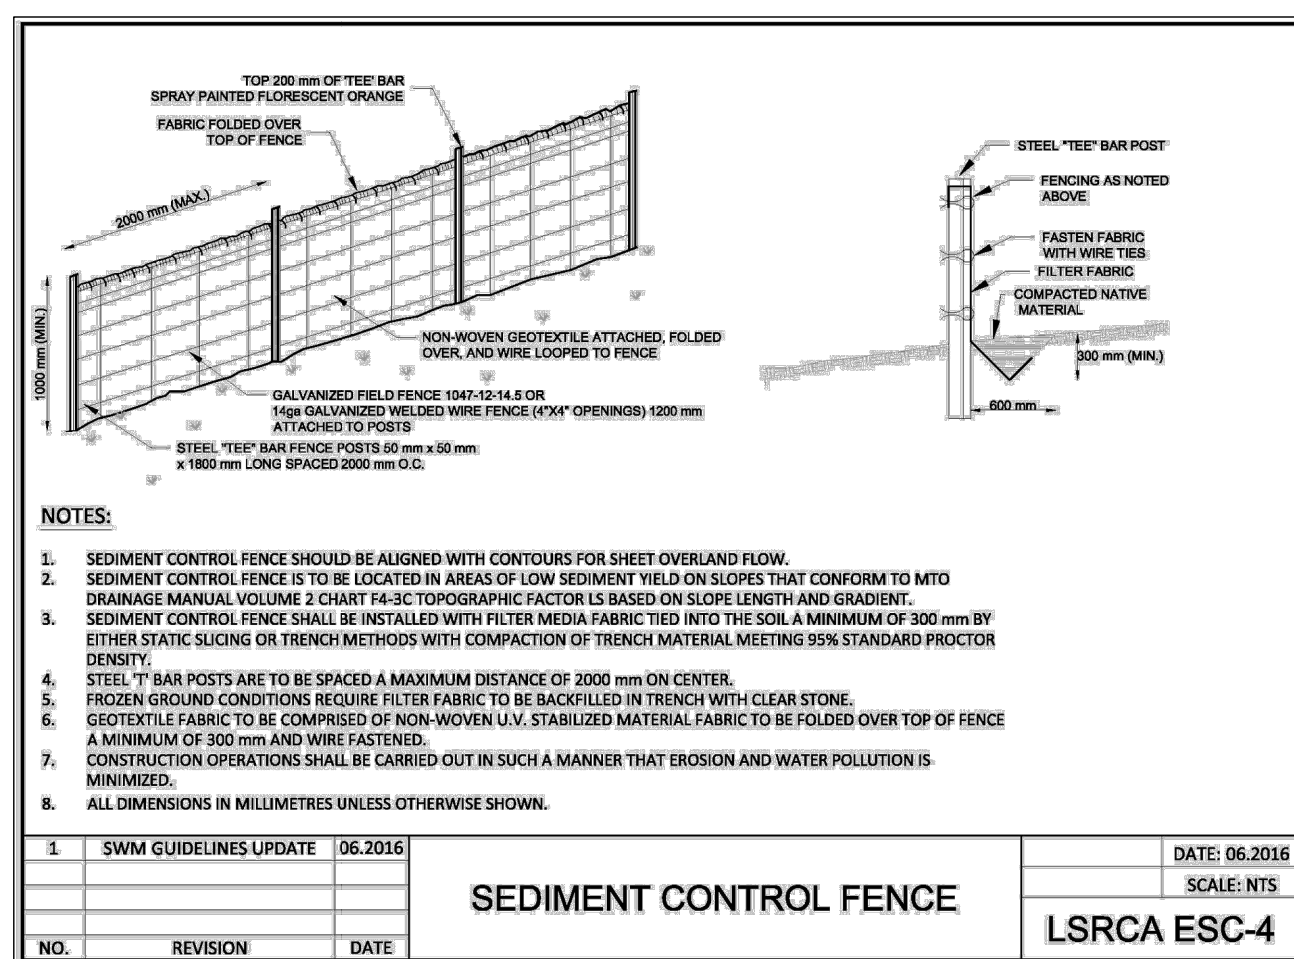 TOP 200 mm OF 'TEE' BAR
SPRAY PAINTED FLORESCENT ORANGE
FABRIC FOLDED OVER
TOP OF FENCE
2000 mm (MAX.)
1000 mm (MIN.)
NON-WOVEN GEOTEXTILE ATTACHED, FOLDED
OVER, AND WIRE LOOPED TO FENCE
GALVANIZED FIELD FENCE 1047-12-14.5 OR
14ga GALVANIZED WELDED WIRE FENCE (4"X4" OPENINGS) 1200 mm
ATTACHED TO POSTS
STEEL "TEE" BAR FENCE POSTS 50 mm x 50 mm
x 1800 mm LONG SPACED 2000 mm O.C.
STEEL "TEE" BAR POST
FENCING AS NOTED
ABOVE
FASTEN FABRIC
WITH WIRE TIES
FILTER FABRIC
COMPACTED NATIVE
MATERIAL
300 mm (MIN.)
600 mm
NOTES:
1. SEDIMENT CONTROL FENCE SHOULD BE ALIGNED WITH CONTOURS FOR SHEET OVERLAND FLOW.
2. SEDIMENT CONTROL FENCE IS TO BE LOCATED IN AREAS OF LOW SEDIMENT YIELD ON SLOPES THAT CONFORM TO MTO
DRAINAGE MANUAL VOLUME 2 CHART F4-3C TOPOGRAPHIC FACTOR LS BASED ON SLOPE LENGTH AND GRADIENT.
3. SEDIMENT CONTROL FENCE SHALL BE INSTALLED WITH FILTER MEDIA FABRIC TIED INTO THE SOIL A MINIMUM OF 300 mm BY
EITHER STATIC SLICING OR TRENCH METHODS WITH COMPACTION OF TRENCH MATERIAL MEETING 95% STANDARD PROCTOR
DENSITY.
4. STEEL 'T' BAR POSTS ARE TO BE SPACED A MAXIMUM DISTANCE OF 2000 mm ON CENTER.
5. FROZEN GROUND CONDITIONS REQUIRE FILTER FABRIC TO BE BACKFILLED IN TRENCH WITH CLEAR STONE.
6. GEOTEXTILE FABRIC TO BE COMPRISED OF NON-WOVEN U.V. STABILIZED MATERIAL FABRIC TO BE FOLDED OVER TOP OF FENCE
A MINIMUM OF 300 mm AND WIRE FASTENED.
7. CONSTRUCTION OPERATIONS SHALL BE CARRIED OUT IN SUCH A MANNER THAT EROSION AND WATER POLLUTION IS
MINIMIZED.
8. ALL DIMENSIONS IN MILLIMETRES UNLESS OTHERWISE SHOWN.
1 SWM GUIDELINES UPDATE 06.2016
NO. REVISION DATE
SEDIMENT CONTROL FENCE
DATE: 06.2016
SCALE: NTS
LSRCA ESC-4